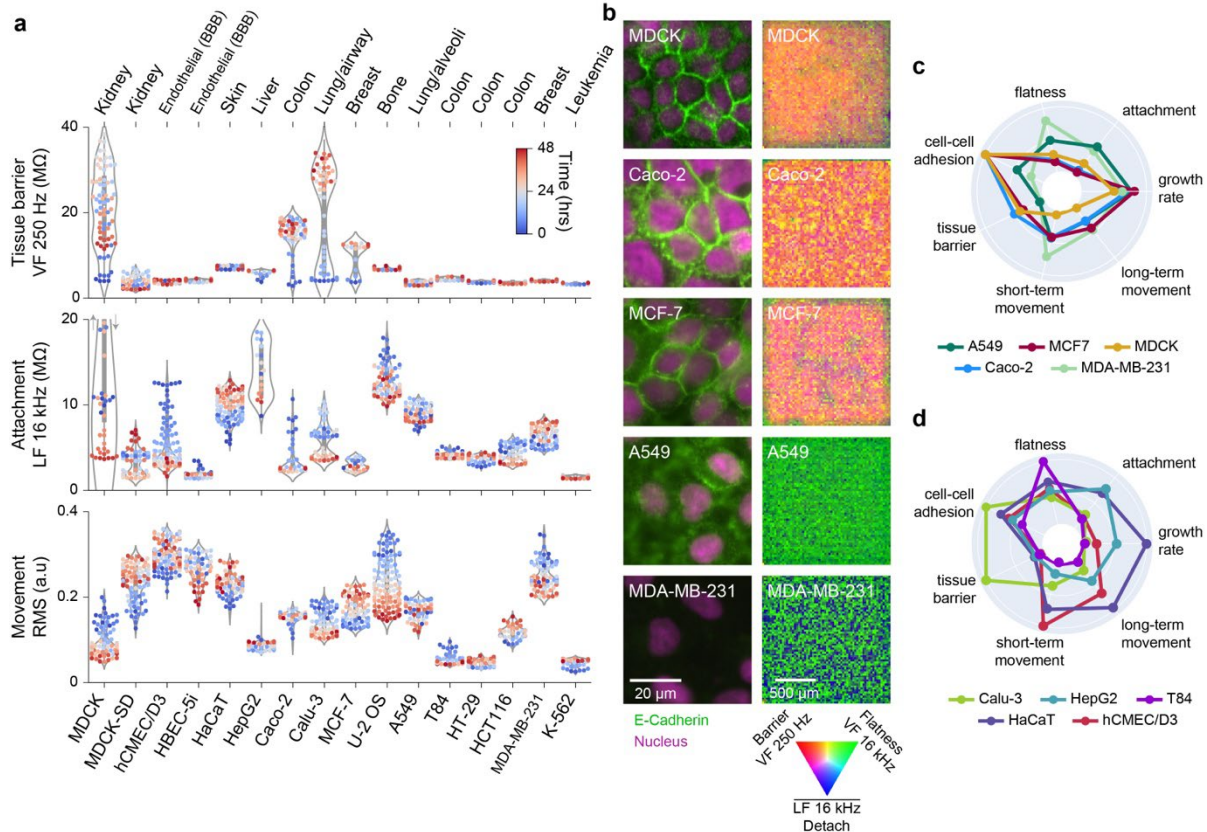 a
Kidney
Kidney
Endothelial (BBB)
Endothelial (BBB)
Skin
Liver
Colon
Lung/airway
Breast
Bone
Lung/alveoli
Colon
Colon
Colon
Breast
Leukemia
Tissue barrier
VF 250 Hz (MΩ)
40
20
0
48
24
0
Time (hrs)
Attachment
LF 16 kHz (MΩ)
20
10
0
Movement
RMS (a.u)
0.4
0.2
0
MDCK
MDCK-SD
hCMEC/D3
HBEC-5i
HaCaT
HepG2
Caco-2
Calu-3
MCF-7
U-2 OS
A549
T84
HT-29
HCT116
MDA-MB-231
K-562
b
MDCK
MDCK
Caco-2
Caco-2
MCF-7
MCF-7
A549
A549
MDA-MB-231
MDA-MB-231
20 µm
500 µm
E-Cadherin
Nucleus
Barrier
VF 250 Hz
Flatness
VF 16 kHz
LF 16 kHz
Detach
c
flatness
attachment
cell-cell
adhesion
growth
rate
tissue
barrier
short-term
movement
long-term
movement
A549 MCF7 MDCK
Caco-2 MDA-MB-231
d
flatness
attachment
cell-cell
adhesion
growth
rate
tissue
barrier
short-term
movement
long-term
movement
Calu-3 HepG2 T84
HaCaT hCMEC/D3